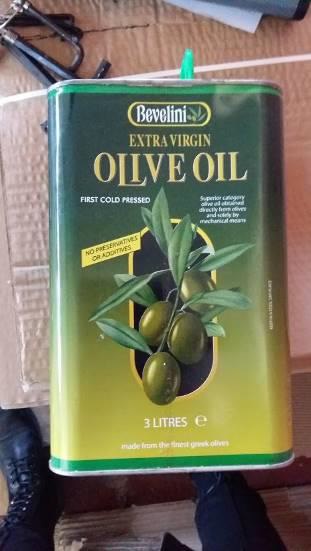 Bevelini
EXTRA VIRGIN
OLIVE OIL
FIRST COLD PRESSED
Superior category
olive oil obtained
directly from olives
and solely by
mechanical means
NO PRESERVATIVES
OR ADDITIVES
3 LITRES e
made from the finest greek olives